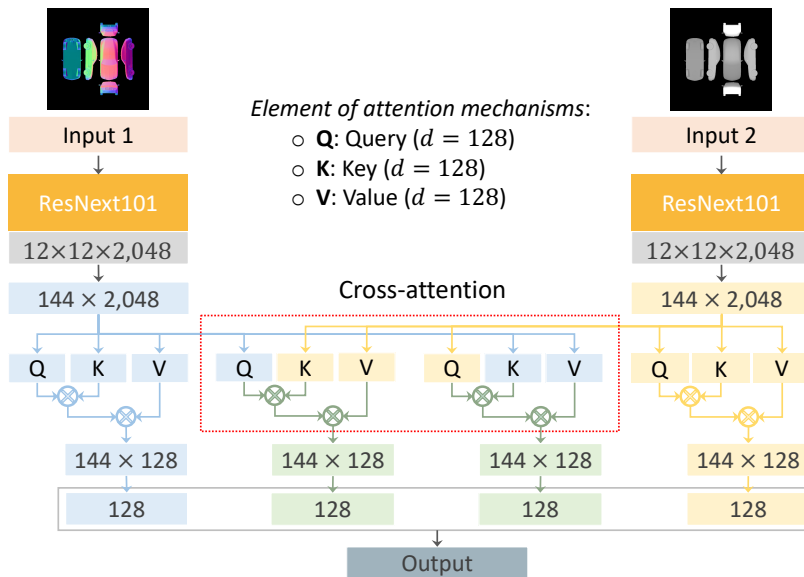 Element of attention mechanisms:
○ Q: Query (d = 128)
○ K: Key (d = 128)
○ V: Value (d = 128)
Input 1
Input 2
ResNext101
ResNext101
12×12×2,048
12×12×2,048
144 × 2,048
144 × 2,048
Cross-attention
Q K V Q K V Q K V Q K V
144 × 128 144 × 128 144 × 128 144 × 128
128 128 128 128
Output